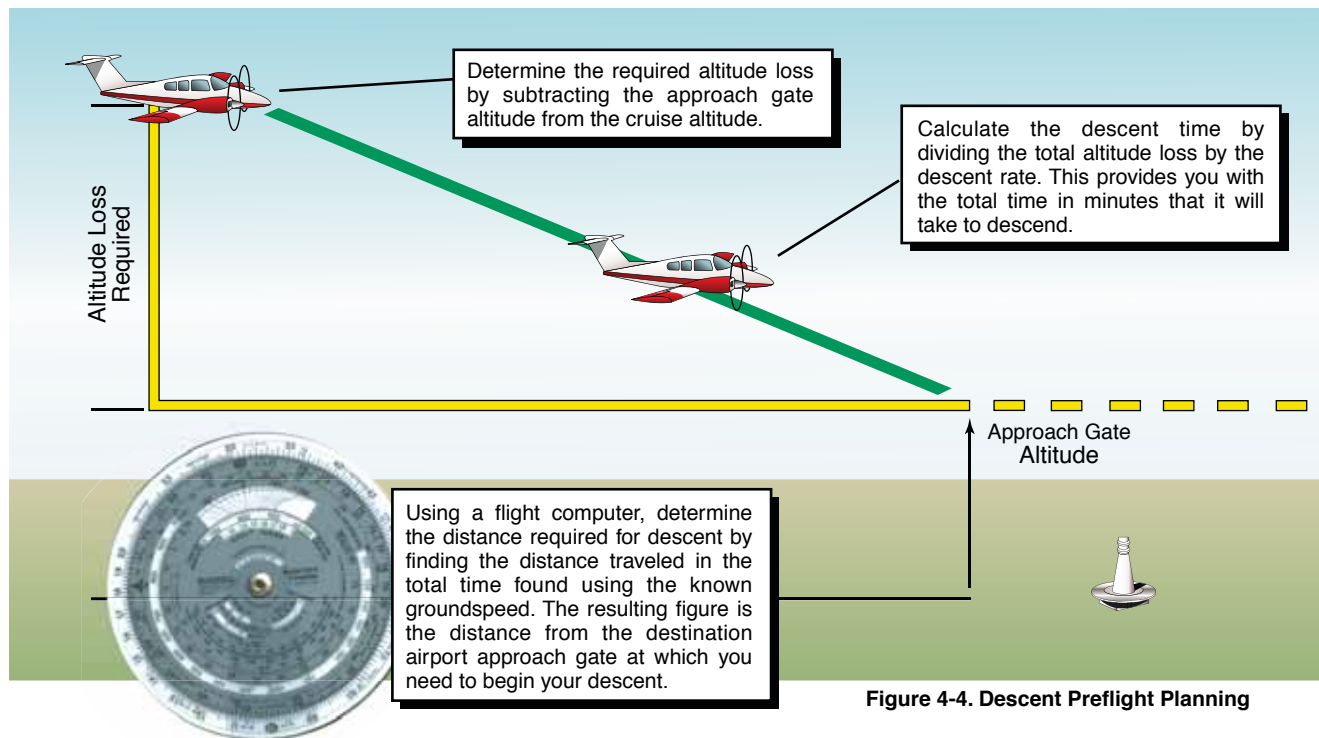 Determine the required altitude loss
by subtracting the approach gate
altitude from the cruise altitude.
Calculate the descent time by
dividing the total altitude loss by the
descent rate. This provides you with
the total time in minutes that it will
take to descend.
Altitude Loss
Required
Approach Gate
Altitude
Using a flight computer, determine
the distance required for descent by
finding the distance traveled in the
total time found using the known
groundspeed. The resulting figure is
the distance from the destination
airport approach gate at which you
need to begin your descent.
Figure 4-4. Descent Preflight Planning